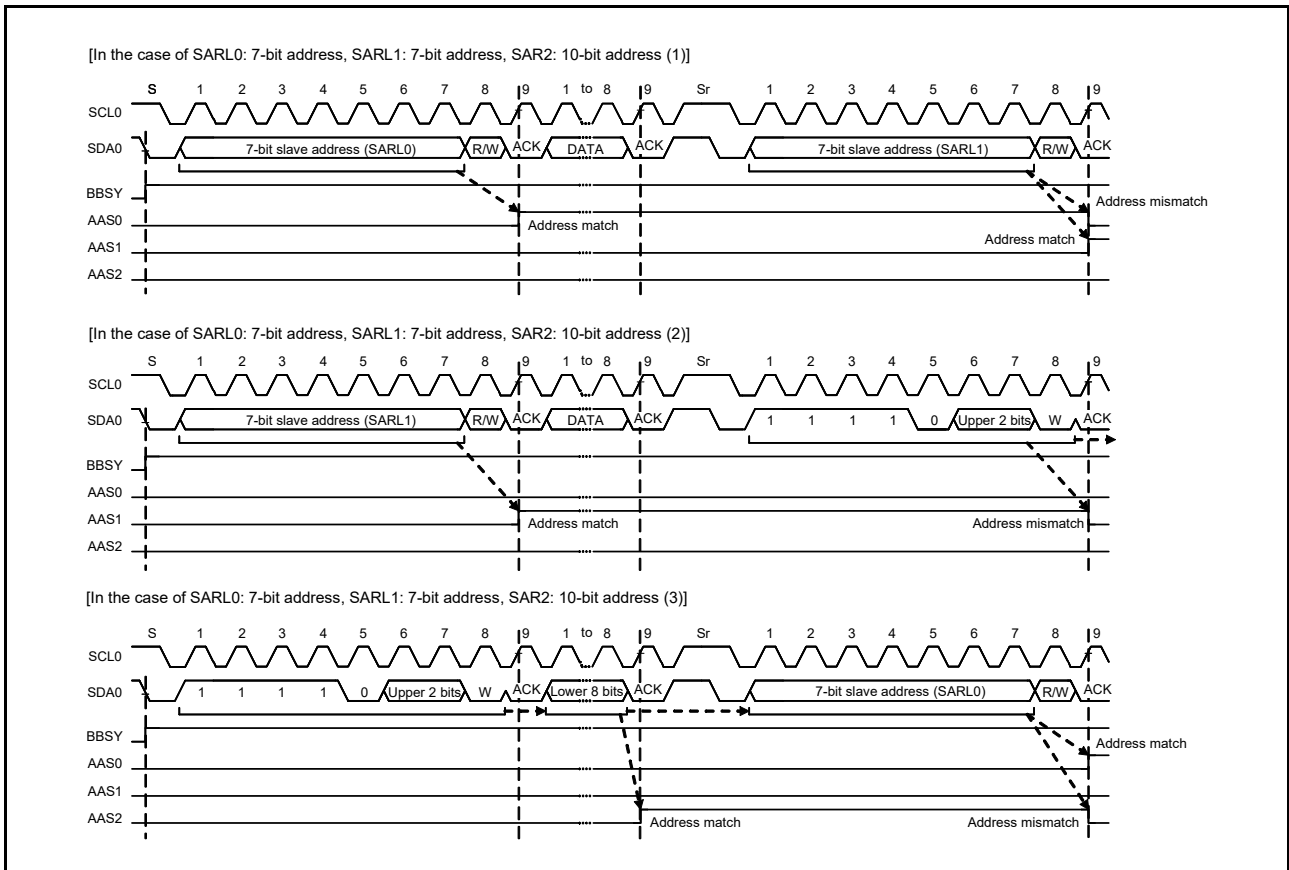 [In the case of SARL0: 7-bit address, SARL1: 7-bit address, SAR2: 10-bit address (1)]
S 1 2 3 4 5 6 7 8 9 1 to 8 9 Sr 1 2 3 4 5 6 7 8 9
SCL0
SDA0 7-bit slave address (SARL0) R/W ACK DATA ACK 7-bit slave address (SARL1) R/W ACK
BBSY
Address mismatch
AAS0 Address match
AAS1 Address match
AAS2
[In the case of SARL0: 7-bit address, SARL1: 7-bit address, SAR2: 10-bit address (2)]
S 1 2 3 4 5 6 7 8 9 1 to 8 9 Sr 1 2 3 4 5 6 7 8 9
SCL0
SDA0 7-bit slave address (SARL1) R/W ACK DATA ACK 1 1 1 1 0 Upper 2 bits W ACK
BBSY
AAS0
AAS1 Address match Address mismatch
AAS2
[In the case of SARL0: 7-bit address, SARL1: 7-bit address, SAR2: 10-bit address (3)]
S 1 2 3 4 5 6 7 8 9 1 to 8 9 Sr 1 2 3 4 5 6 7 8 9
SCL0
SDA0 1 1 1 1 0 Upper 2 bits W ACK Lower 8 bits ACK 7-bit slave address (SARL0) R/W ACK
BBSY
Address match
AAS0
AAS1
AAS2 Address match Address mismatch